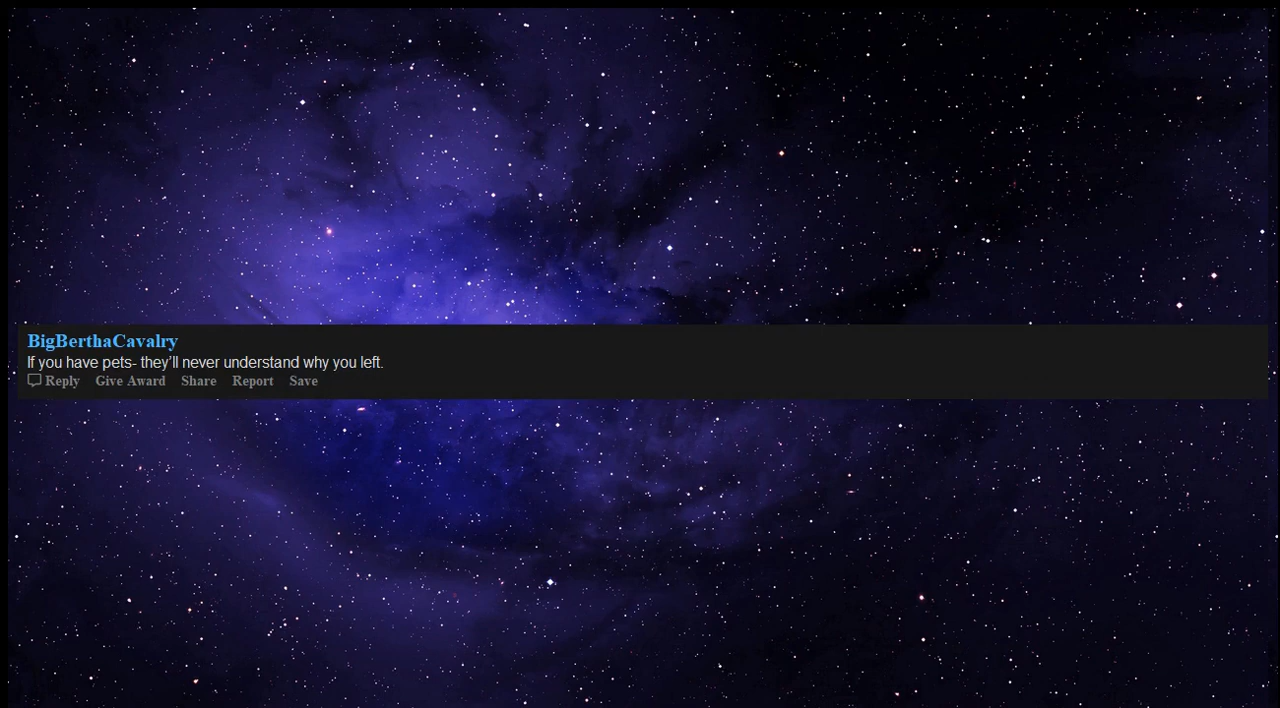 BigBerthaCavalry
If you have pets- they’ll never understand why you left.
Reply Give Award Share Report Save